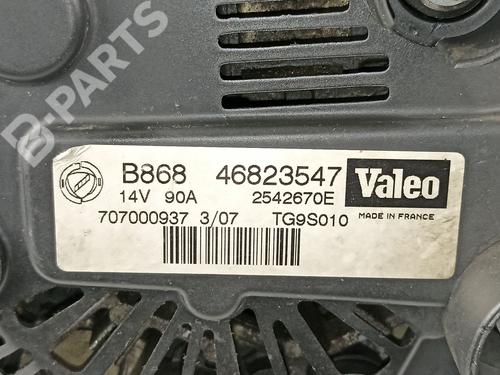 B-PARTS
B868 46823547
14V 90A 2542670E
707000937 3/07 TG9S010
Valeo
MADE IN FRANCE